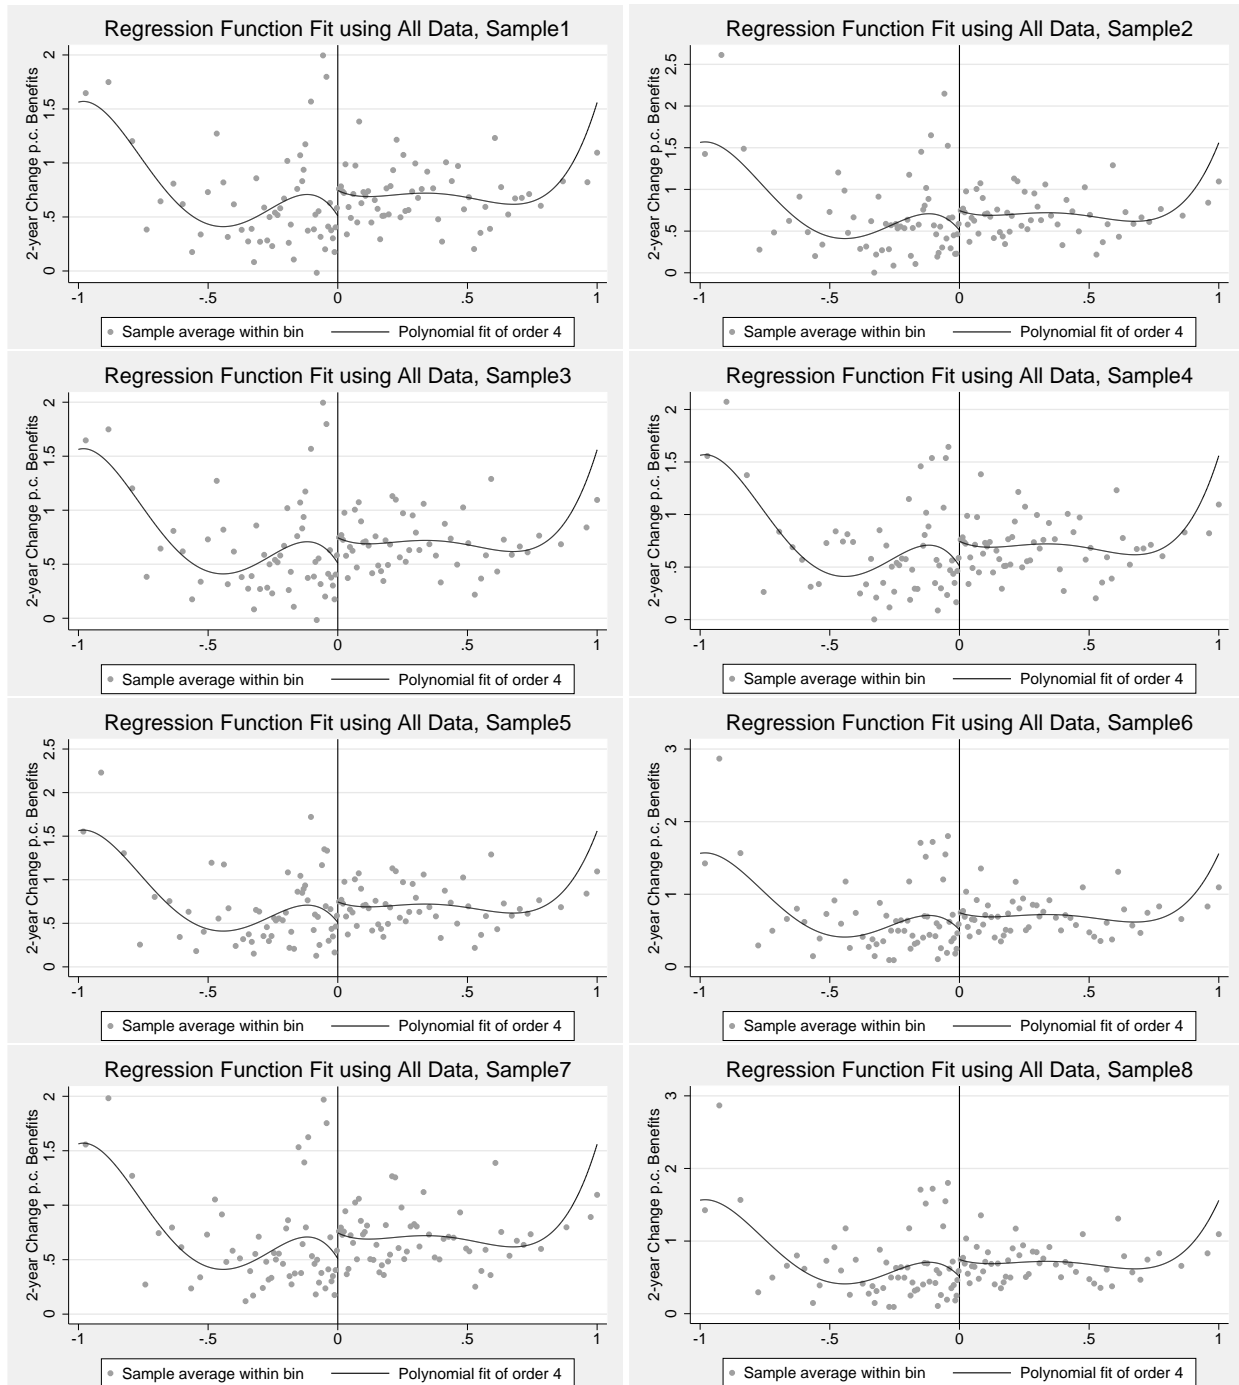 Regression Function Fit using All Data, Sample1
2-year Change p.c. Benefits
2
1.5
1
.5
0
-1 -.5 0 .5 1
Sample average within bin Polynomial fit of order 4
Regression Function Fit using All Data, Sample2
2-year Change p.c. Benefits
2.5
2
1.5
1
.5
0
-1 -.5 0 .5 1
Sample average within bin Polynomial fit of order 4
Regression Function Fit using All Data, Sample3
2-year Change p.c. Benefits
2
1.5
1
.5
0
-1 -.5 0 .5 1
Sample average within bin Polynomial fit of order 4
Regression Function Fit using All Data, Sample4
2-year Change p.c. Benefits
2
1.5
1
.5
0
-1 -.5 0 .5 1
Sample average within bin Polynomial fit of order 4
Regression Function Fit using All Data, Sample5
2-year Change p.c. Benefits
2.5
2
1.5
1
.5
0
-1 -.5 0 .5 1
Sample average within bin Polynomial fit of order 4
Regression Function Fit using All Data, Sample6
2-year Change p.c. Benefits
3
2
1
0
-1 -.5 0 .5 1
Sample average within bin Polynomial fit of order 4
Regression Function Fit using All Data, Sample7
2-year Change p.c. Benefits
2
1.5
1
.5
0
-1 -.5 0 .5 1
Sample average within bin Polynomial fit of order 4
Regression Function Fit using All Data, Sample8
2-year Change p.c. Benefits
3
2
1
0
-1 -.5 0 .5 1
Sample average within bin Polynomial fit of order 4